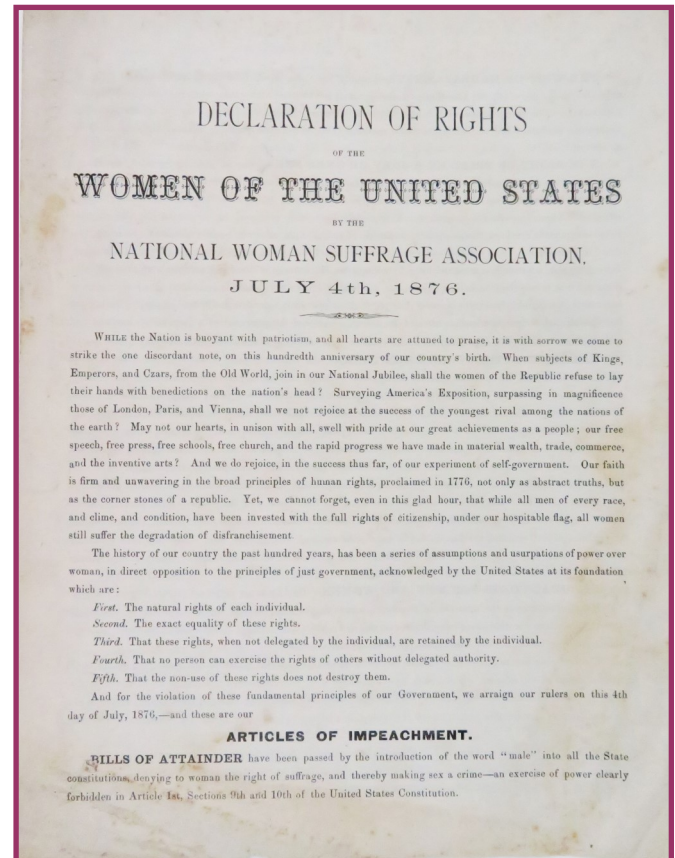 DECLARATION OF RIGHTS
OF THE
WOMEN OF THE UNITED STATES
BY THE
NATIONAL WOMAN SUFFRAGE ASSOCIATION,
JULY 4th, 1876.
WHILE the Nation is buoyant with patriotism, and all hearts are attuned to praise, it is with sorrow we come to
strike the one discordant note, on this hundredth anniversary of our country's birth. When subjects of Kings,
Emperors, and Czars, from the Old World, join in our National Jubilee, shall the women of the Republic refuse to lay
their hands with benedictions on the nation's head? Surveying America's Exposition, surpassing in magnificence
those of London, Paris, and Vienna, shall we not rejoice at the success of the youngest rival among the nations of
the earth? May not our hearts, in unison with all, swell with pride at our great achievements as a people; our free
speech, free press, free schools, free church, and the rapid progress we have made in material wealth, trade, commerce,
and the inventive arts? And we do rejoice, in the success thus far, of our experiment of self-government. Our faith
is firm and unwavering in the broad principles of human rights, proclaimed in 1776, not only as abstract truths, but
as the corner stones of a republic. Yet, we cannot forget, even in this glad hour, that while all men of every race,
and clime, and condition, have been invested with the full rights of citizenship, under our hospitable flag, all women
still suffer the degradation of disfranchisement
The history of our country the past hundred years, has been a series of assumptions and usurpations of power over
woman, in direct opposition to the principles of just government, acknowledged by the United States at its foundation
which are:
First. The natural rights of each individual.
Second. The exact equality of these rights.
Third. That these rights, when not delegated by the individual, are retained by the individual.
Fourth. That no person can exercise the rights of others without delegated authority.
Fifth. That the non-use of these rights does not destroy them.
And for the violation of these fundamental principles of our Government, we arraign our rulers on this 4th
day of July, 1876,—and these are our
ARTICLES OF IMPEACHMENT.
BILLS OF ATTAINDER have been passed by the introduction of the word "male" into all the State
constitutions, denying to woman the right of suffrage, and thereby making sex a crime—an exercise of power clearly
forbidden in Article 1st, Sections 9th and 10th of the United States Constitution.